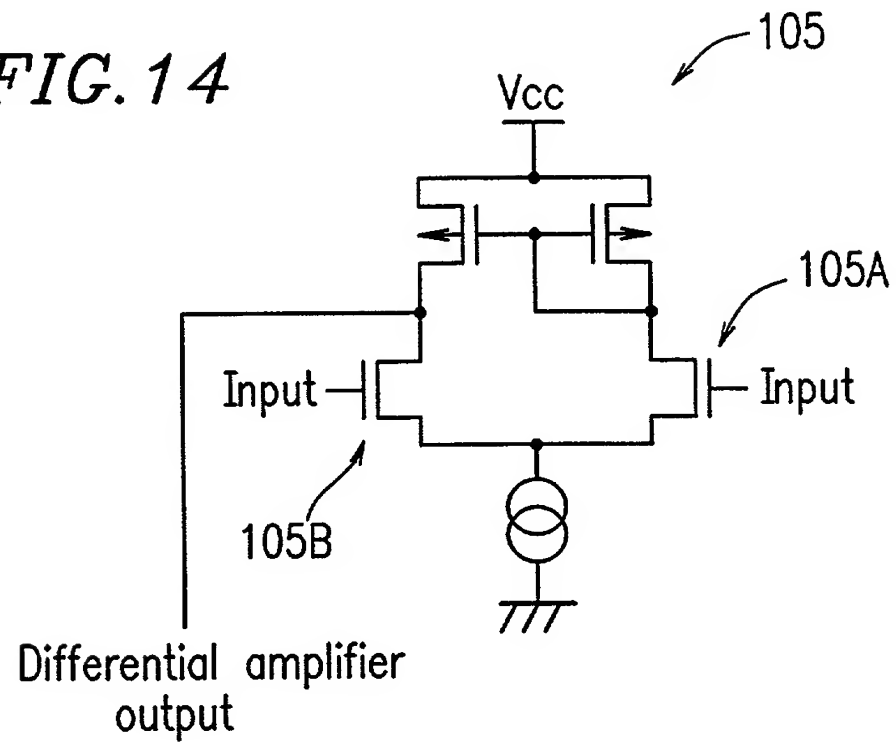 FIG.14
105
Vcc
105A
Input
Input
105B
Differential amplifier
output